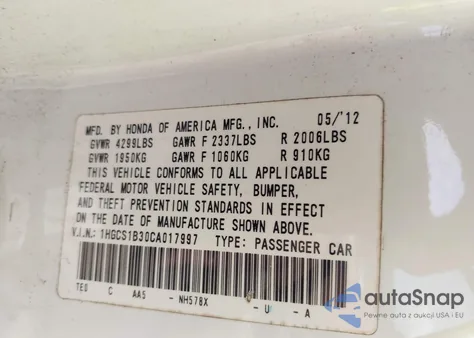 MFD. BY HONDA OF AMERICA MFG., INC. 05/'12
GVWR 4299LBS GAWR F 2337LBS R 2006LBS
GVWR 1950KG GAWR F 1060KG R 910KG
THIS VEHICLE CONFORMS TO ALL APPLICABLE
FEDERAL MOTOR VEHICLE SAFETY, BUMPER,
AND THEFT PREVENTION STANDARDS IN EFFECT
ON THE DATE OF MANUFACTURE SHOWN ABOVE.
V.I.N.: 1HGCS1B30CA017997 TYPE: PASSENGER CAR
TE0 C AA5 - NH578X - U - A
autaSnap
Pewne auta z aukcji USA i EU